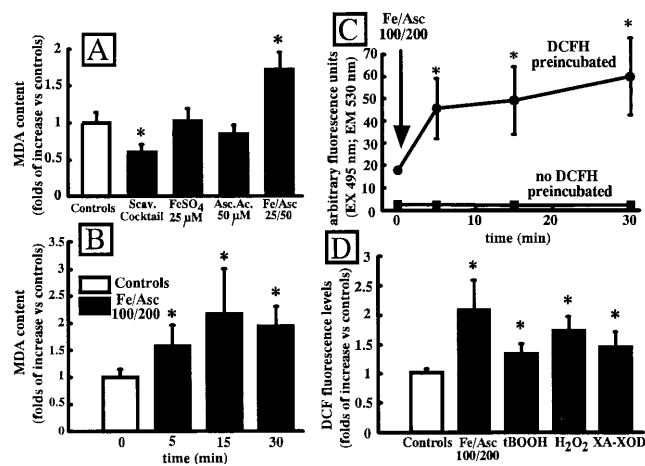 A
MDA content
(folds of increase vs controls)
2
1.5
1
0.5
0
*
*
Controls
Scav.
Cocktail
FeSO4
25 µM
Asc.Ac.
50 µM
Fe/Asc
25/50
B
MDA content
(folds of increase vs controls)
3.5
3
2.5
2
1.5
1
0.5
0
Controls
Fe/Asc
100/200
*
*
*
0
5
15
30
time (min)
C
Fe/Asc
100/200
arbitrary fluorescence units
(EX 495 nm; EM 530 nm)
70
60
50
40
30
20
10
0
*
*
*
DCFH
preincubated
no DCFH
preincubated
0
10
20
30
time (min)
D
DCF fluorescence levels
(folds of increase vs controls)
3
2.5
2
1.5
1
0.5
0
*
*
*
*
Controls
Fe/Asc
100/200
tBOOH
H2O2
XA-XOD